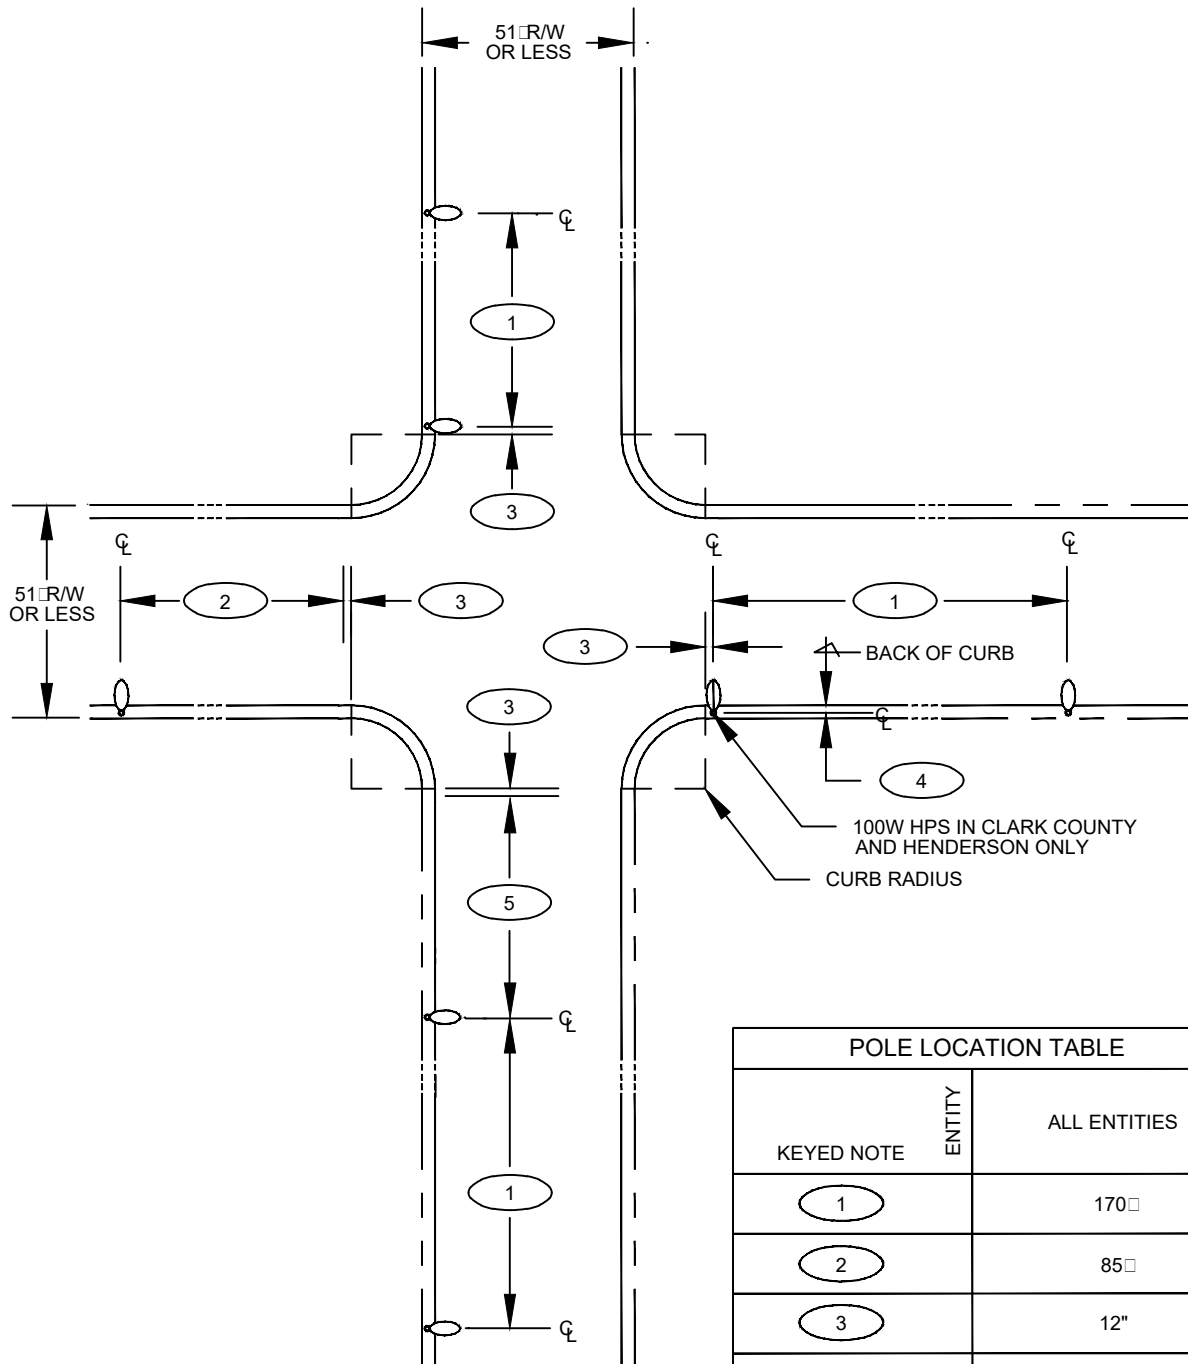 51□R/W
OR LESS
℄
1
3
℄
℄
℄
51□R/W
OR LESS
2
3
1
3
BACK OF CURB
3
℄
4
100W HPS IN CLARK COUNTY
AND HENDERSON ONLY
CURB RADIUS
5
℄
1
℄
POLE LOCATION TABLE
KEYED NOTE
ENTITY
ALL ENTITIES
1
170□
2
85□
3
12"